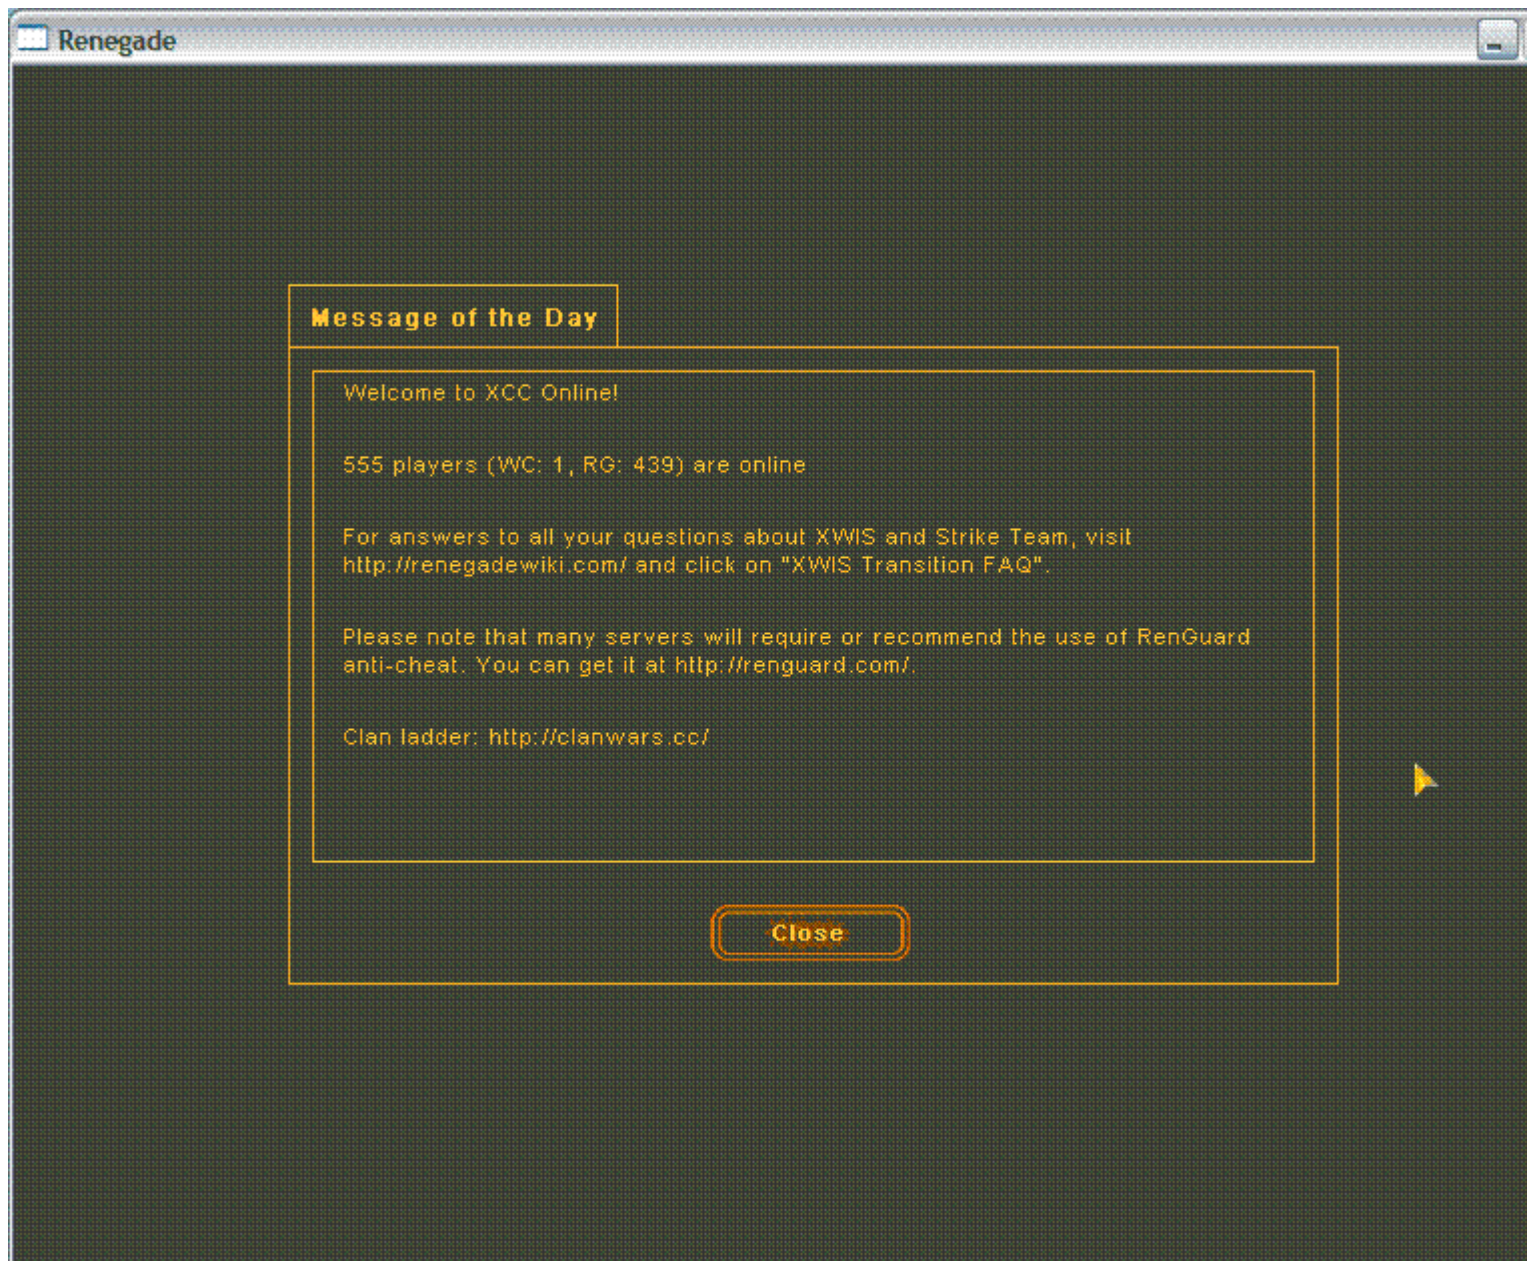 Renegade
Message of the Day
Welcome to XCC Online!
555 players (WC: 1, RG: 439) are online
For answers to all your questions about XWIS and Strike Team, visit
http://renegadewiki.com/ and click on "XWIS Transition FAQ".
Please note that many servers will require or recommend the use of RenGuard
anti-cheat. You can get it at http://renguard.com/.
Clan ladder: http://clanwars.cc/
Close